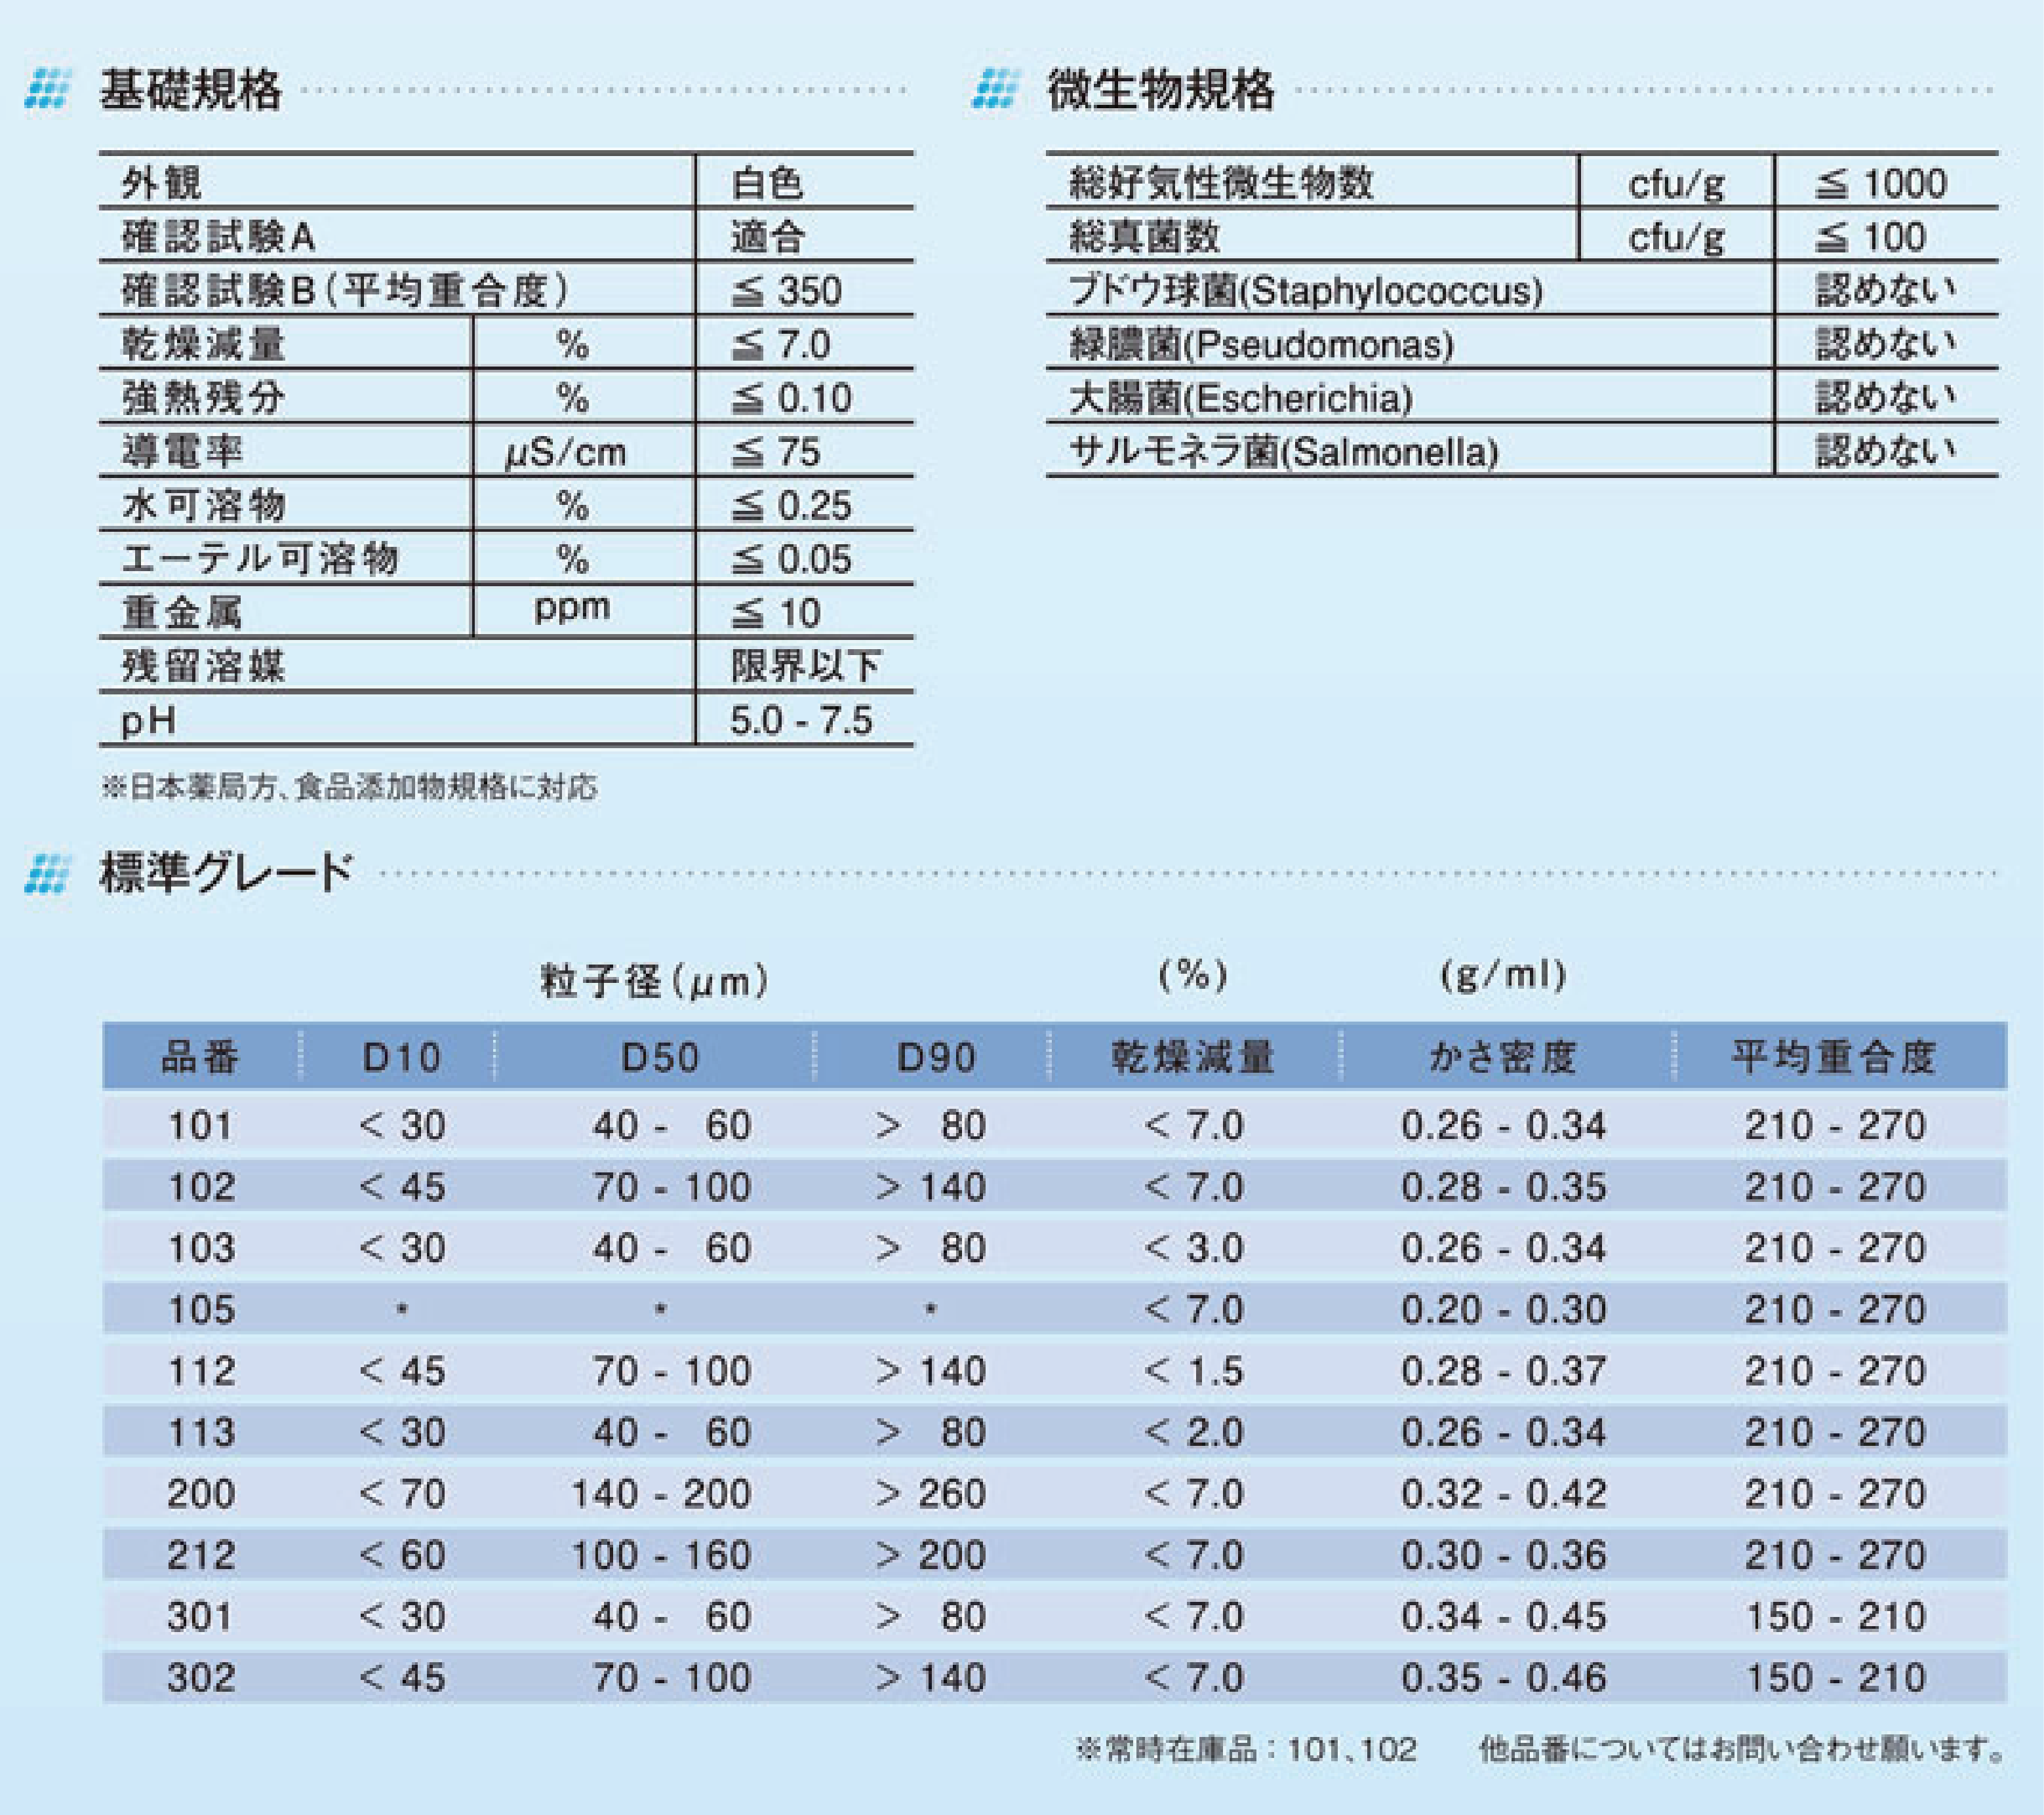 基礎規格
外観 白色
確認試験A 適合
確認試験B(平均重合度) ≦ 350
乾燥減量 % ≦ 7.0
強熱残分 % ≦ 0.10
導電率 μS/cm ≦ 75
水可溶物 % ≦ 0.25
エーテル可溶物 % ≦ 0.05
重金属 ppm ≦ 10
残留溶媒 限界以下
pH 5.0 - 7.5
※日本薬局方、食品添加物規格に対応
微生物規格
総好気性微生物数 cfu/g ≦ 1000
総真菌数 cfu/g ≦ 100
ブドウ球菌(Staphylococcus) 認めない
緑膿菌(Pseudomonas) 認めない
大腸菌(Escherichia) 認めない
サルモネラ菌(Salmonella) 認めない
標準グレード
粒子径(μm) (%) (g/ml)
品番 D10 D50 D90 乾燥減量 かさ密度 平均重合度
101 < 30 40 - 60 > 80 < 7.0 0.26 - 0.34 210 - 270
102 < 45 70 - 100 > 140 < 7.0 0.28 - 0.35 210 - 270
103 < 30 40 - 60 > 80 < 3.0 0.26 - 0.34 210 - 270
105 * * * < 7.0 0.20 - 0.30 210 - 270
112 < 45 70 - 100 > 140 < 1.5 0.28 - 0.37 210 - 270
113 < 30 40 - 60 > 80 < 2.0 0.26 - 0.34 210 - 270
200 < 70 140 - 200 > 260 < 7.0 0.32 - 0.42 210 - 270
212 < 60 100 - 160 > 200 < 7.0 0.30 - 0.36 210 - 270
301 < 30 40 - 60 > 80 < 7.0 0.34 - 0.45 150 - 210
302 < 45 70 - 100 > 140 < 7.0 0.35 - 0.46 150 - 210
※常時在庫品：101、102 他品番についてはお問い合わせ願います。